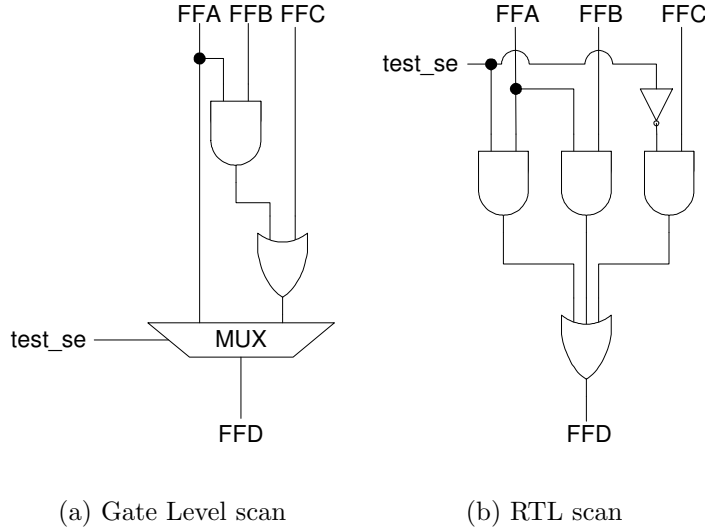 FFA FFB FFC
test_se
MUX
FFD
(a) Gate Level scan
FFA FFB FFC
test_se
FFD
(b) RTL scan